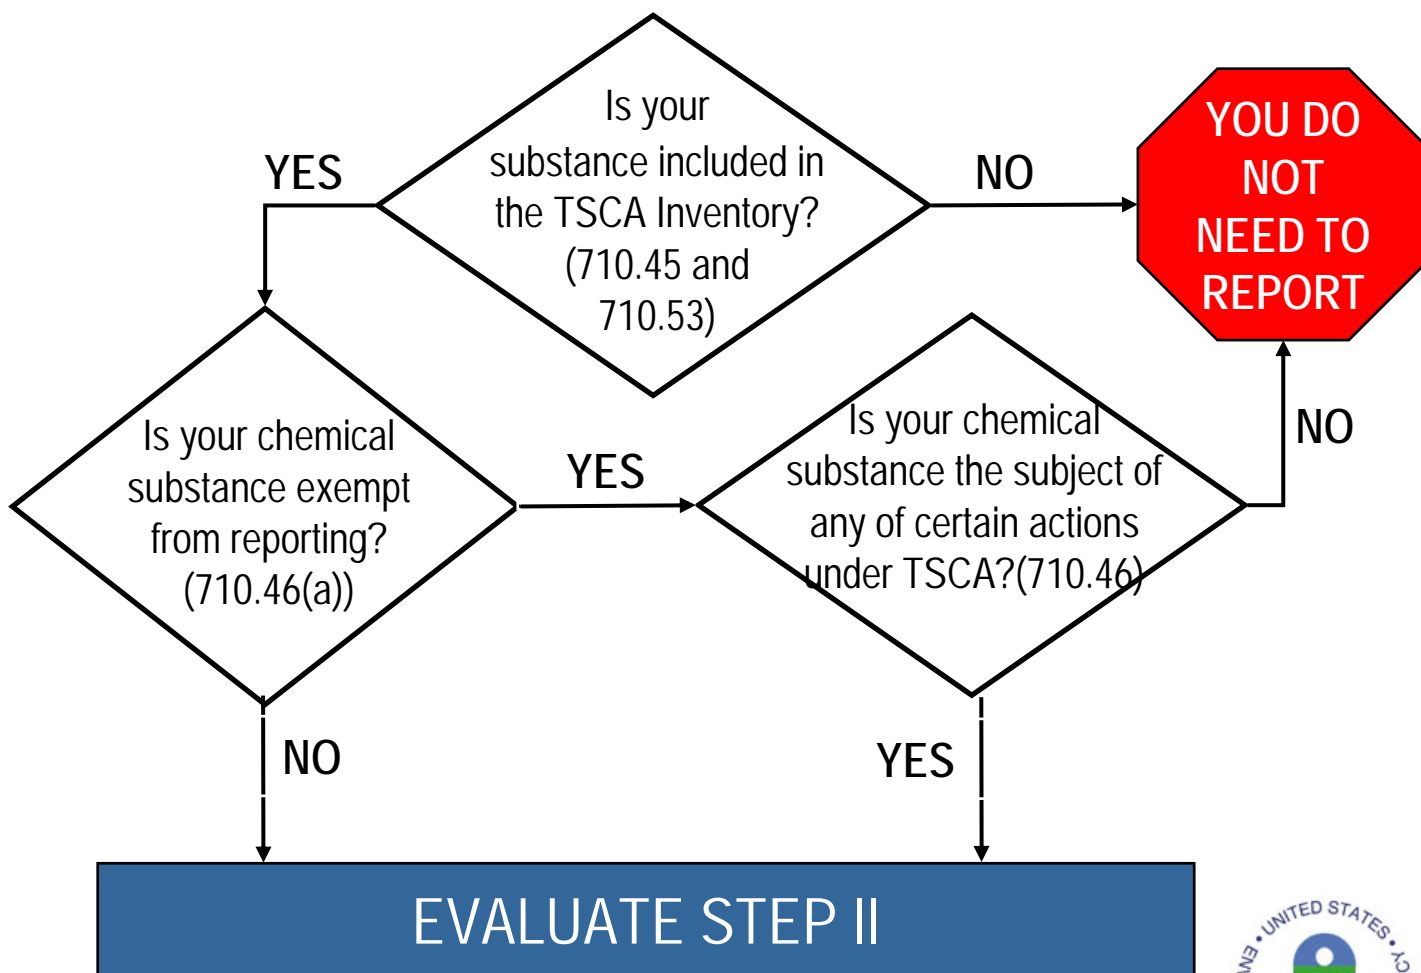 Is your
substance included in
the TSCA Inventory?
(710.45 and
710.53)
YES
NO
YOU DO
NOT
NEED TO
REPORT
Is your chemical
substance exempt
from reporting?
(710.46(a))
YES
Is your chemical
substance the subject of
any of certain actions
under TSCA?(710.46)
NO
NO
YES
EVALUATE STEP II
UNITED STATES